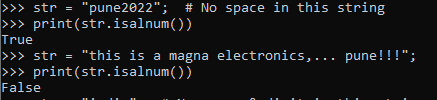 >>> str = "pune2022";  # No space in this string
>>> print(str.isalnum())
True
>>> str = "this is a magna electronics,... pune!!!";
>>> print(str.isalnum())
False